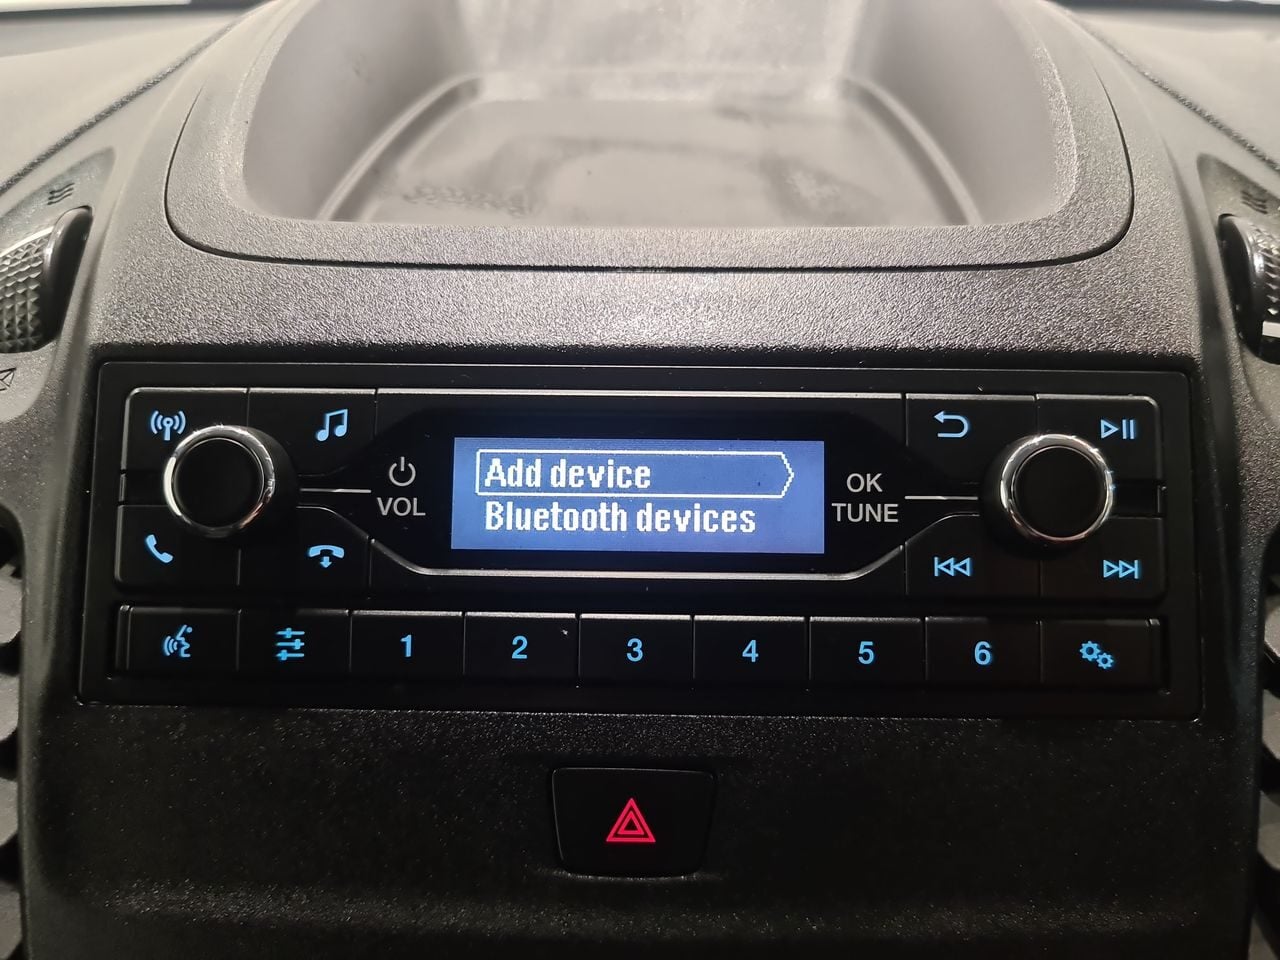 Add device
Bluetooth devices
VOL
OK
TUNE
1 2 3 4 5 6